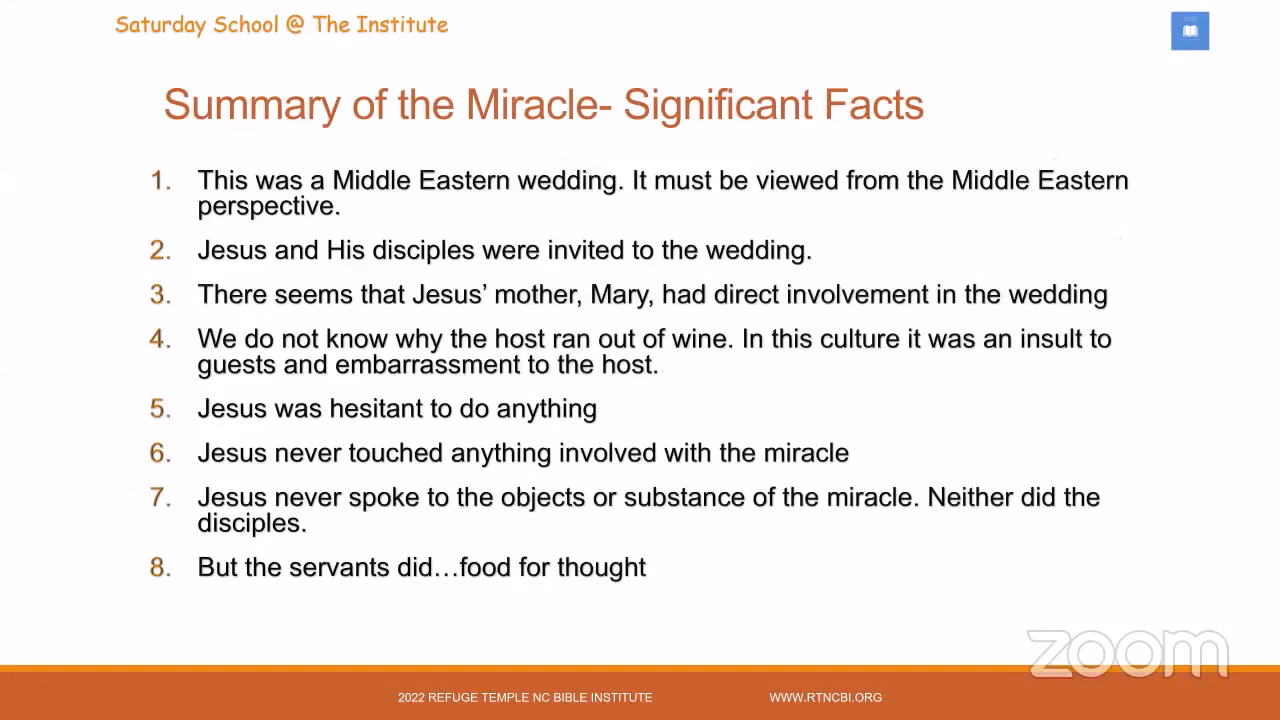 Saturday School @ The Institute
Summary of the Miracle- Significant Facts
1. This was a Middle Eastern wedding. It must be viewed from the Middle Eastern
perspective.
2. Jesus and His disciples were invited to the wedding.
3. There seems that Jesus’ mother, Mary, had direct involvement in the wedding
4. We do not know why the host ran out of wine. In this culture it was an insult to
guests and embarrassment to the host.
5. Jesus was hesitant to do anything
6. Jesus never touched anything involved with the miracle
7. Jesus never spoke to the objects or substance of the miracle. Neither did the
disciples.
8. But the servants did…food for thought
zoom
2022 REFUGE TEMPLE NC BIBLE INSTITUTE WWW.RTNCBI.ORG